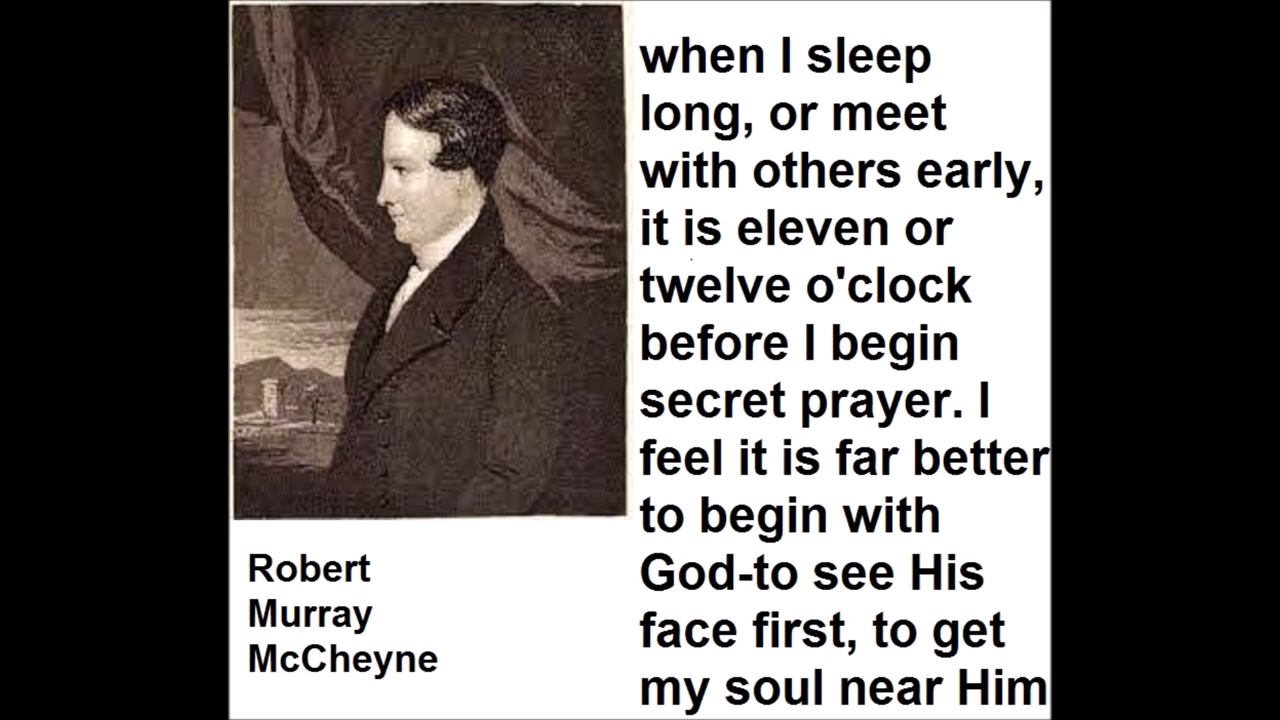 when I sleep
long, or meet
with others early,
it is eleven or
twelve o'clock
before I begin
secret prayer. I
feel it is far better
to begin with
God-to see His
face first, to get
my soul near Him
Robert
Murray
McCheyne